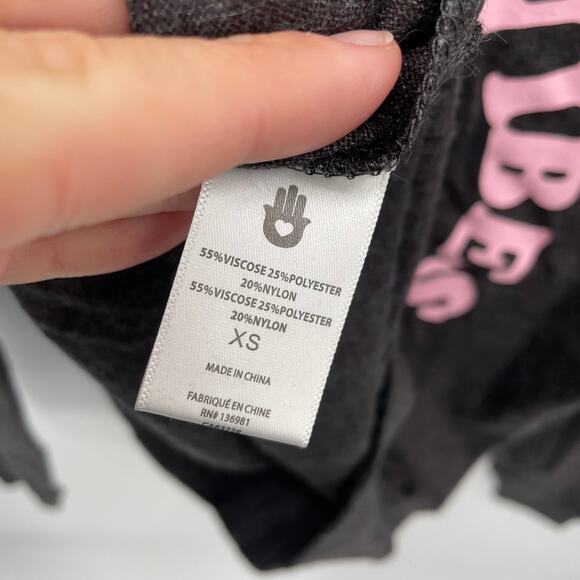 VIBES
55%VISCOSE 25%POLYESTER
20%NYLON
55%VISCOSE 25%POLYESTER
20%NYLON
XS
MADE IN CHINA
FABRIQUÉ EN CHINE
RN# 136981